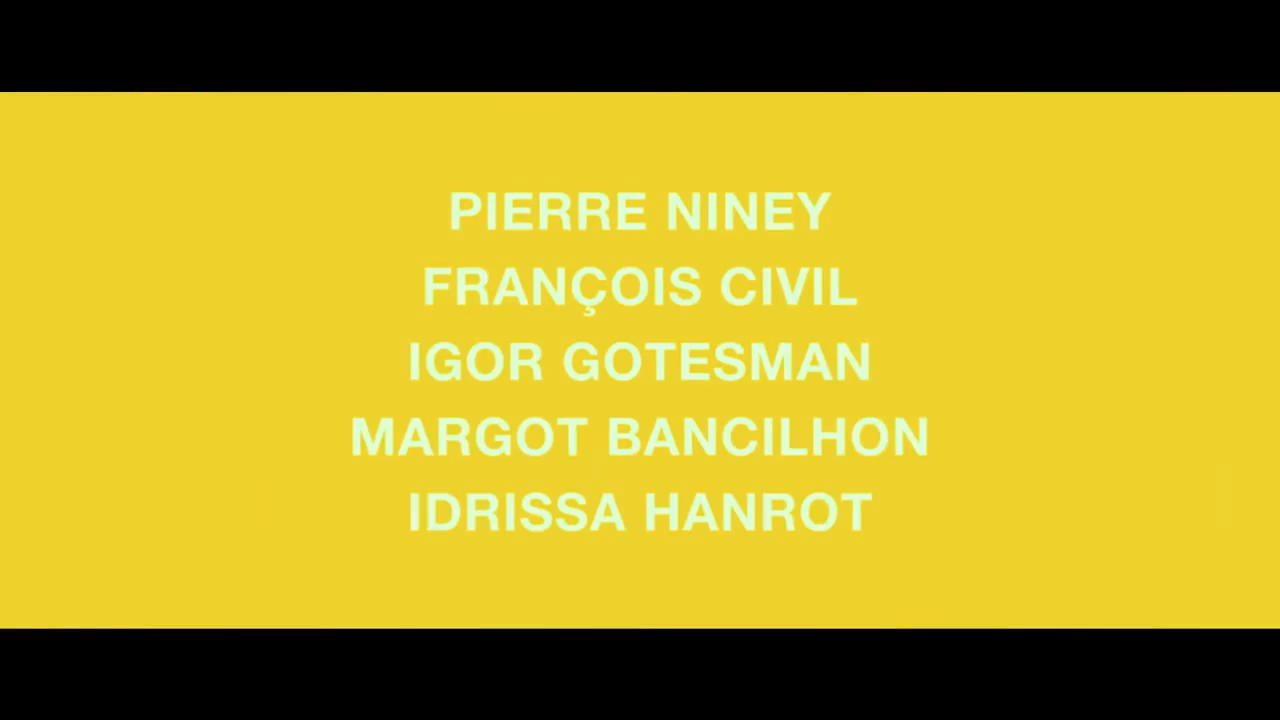 PIERRE NINEY
FRANÇOIS CIVIL
IGOR GOTESMAN
MARGOT BANCILHON
IDRISSA HANROT